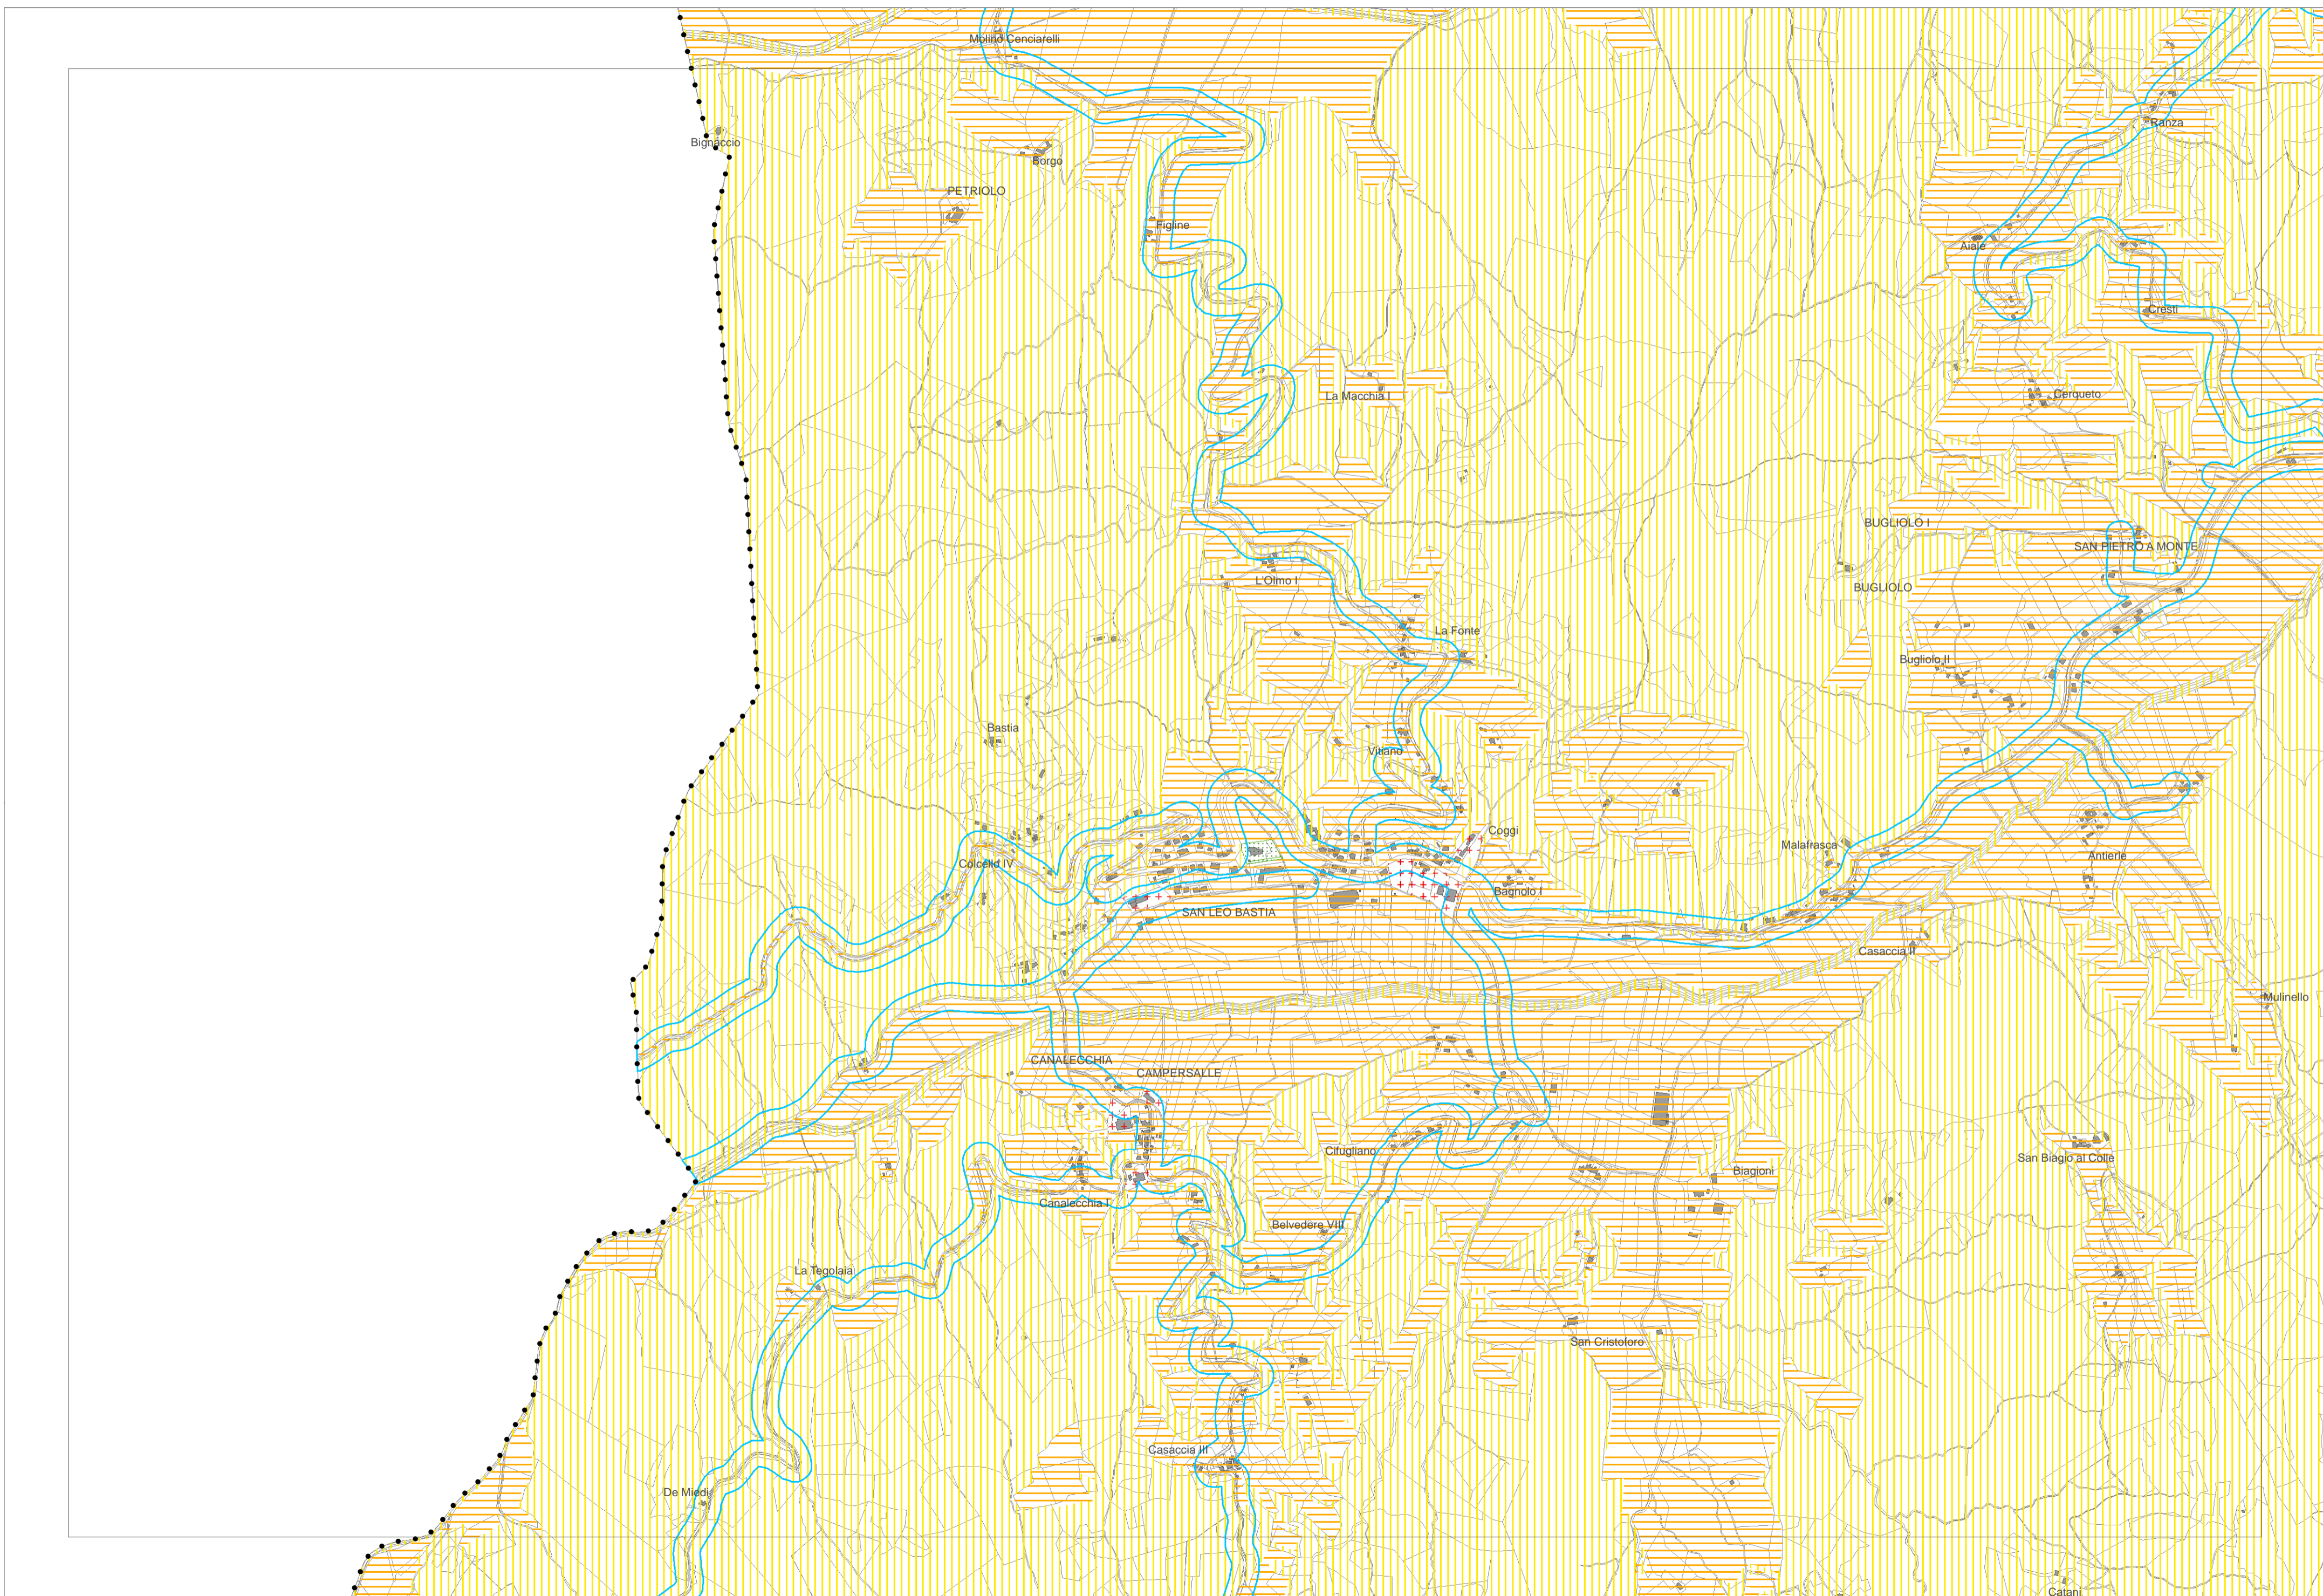 Molino Cenciarelli
Ranza
Bignaccio
Borgo
PETRIOLO
Figline
Aiale
Cresti
La Macchia I
Cerqueto
BUGLIOLO I
SAN PIETRO A MONTE
L'Olmo I
BUGLIOLO
La Fonte
Bugliolo II
Bastia
Vitiano
Coggi
Malafrasca
Antierle
Colcello IV
Bagnolo I
SAN LEO BASTIA
Casaccia II
Mulinello
CANALECCHIA
CAMPERSALLE
Cifugliano
San Biagio al Colle
Biagioni
Canalecchia I
Belvedere VIII
La Tegolaia
San Cristoforo
Casaccia III
De Miedi
Catani